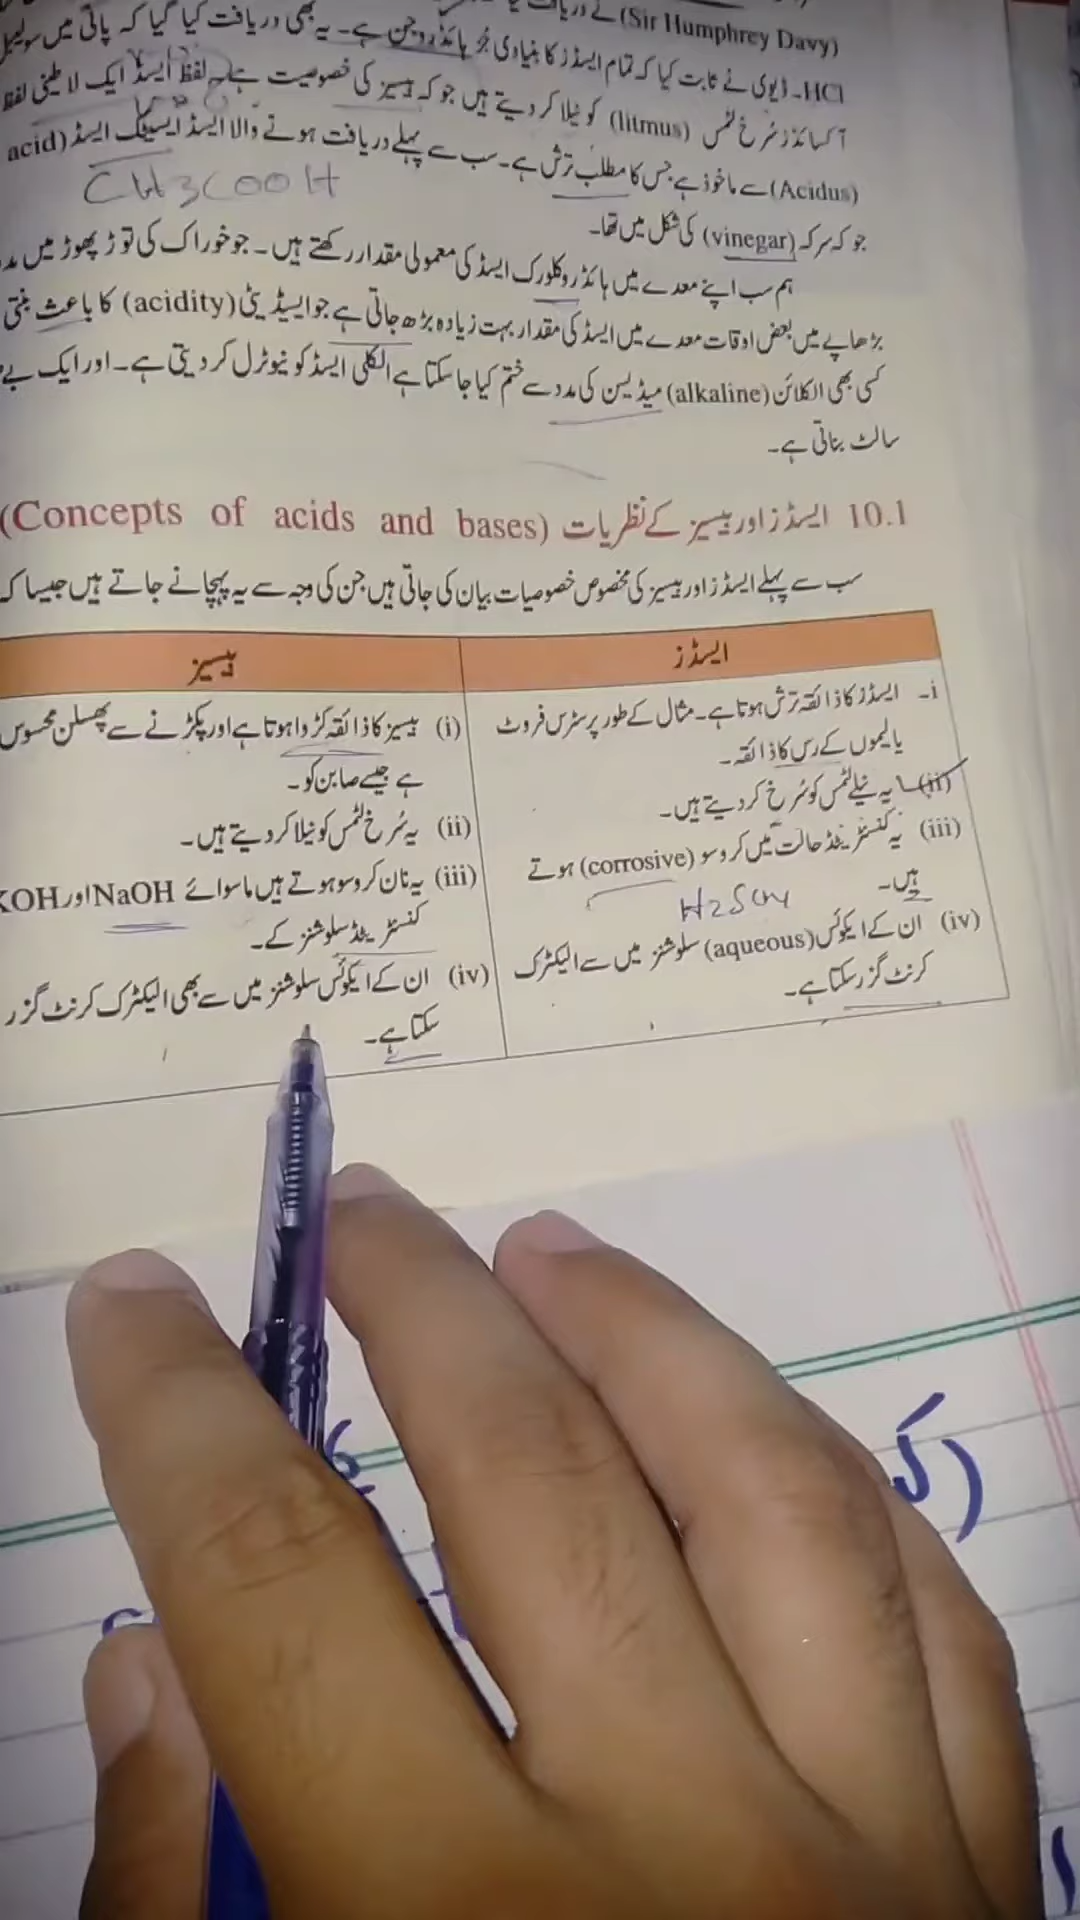 (Sir Humphrey Davy) نے دریافت
HCl۔ ڈیوی نے ثابت کیا کہ تمام ایسڈز کا بنیادی جُز ہائڈروجن ہے۔ یہ بھی دریافت کیا گیا کہ پانی میں
آکسائڈز سُرخ لٹمس (litmus) کو نیلا کر دیتے ہیں جو کہ بیسز کی خصوصیت ہے۔ لفظ ایسڈ ایک لاطینی لفظ
(Acidus) سے ماخوذ ہے جس کا مطلب ترش ہے۔ سب سے پہلے دریافت ہونے والا ایسڈ ایسیٹک ایسڈ (acid
CH3COOH
جو کہ سرکہ (vinegar) کی شکل میں تھا۔
ہم سب اپنے معدے میں ہائڈروکلورک ایسڈ کی معمولی مقدار رکھتے ہیں۔ جو خوراک کی توڑ پھوڑ میں
بڑھاپے میں بعض اوقات معدے میں ایسڈ کی مقدار بہت زیادہ بڑھ جاتی ہے جو ایسیڈیٹی (acidity) کا باعث بنتی
کسی بھی الکلائن (alkaline) میڈیسن کی مدد سے ختم کیا جا سکتا ہے الکلی ایسڈ کو نیوٹرل کر دیتی ہے۔ اور ایک بے
سالٹ بناتی ہے۔
10.1 ایسڈز اور بیسیز کے نظریات (Concepts of acids and bases)
سب سے پہلے ایسڈز اور بیسیز کی مخصوص خصوصیات بیان کی جاتی ہیں جن کی وجہ سے یہ پہچانے جاتے ہیں جیسا کہ
ایسڈز
i۔ ایسڈز کا ذائقہ ترش ہوتا ہے۔ مثال کے طور پر سٹرس فروٹ
یا لیموں کے رس کا ذائقہ۔
(ii) یہ نیلے لٹمس کو سُرخ کر دیتے ہیں۔
(iii) یہ کنسنٹریٹڈ حالت میں کروسو (corrosive) ہوتے
ہیں۔
H2SO4
(iv) ان کے ایکوئس (aqueous) سلوشنز میں سے الیکٹرک
کرنٹ گزر سکتا ہے۔
بیسیز
(i) بیسیز کا ذائقہ کڑوا ہوتا ہے اور پکڑنے سے پھسلن محسوس
ہے جیسے صابن کو۔
(ii) یہ سُرخ لٹمس کو نیلا کر دیتے ہیں۔
(iii) یہ نان کروسو ہوتے ہیں ماسوائے NaOH اور KOH
کنسنٹریٹڈ سلوشنز کے۔
(iv) ان کے ایکوئس سلوشنز میں سے بھی الیکٹرک کرنٹ گزر
سکتا ہے۔